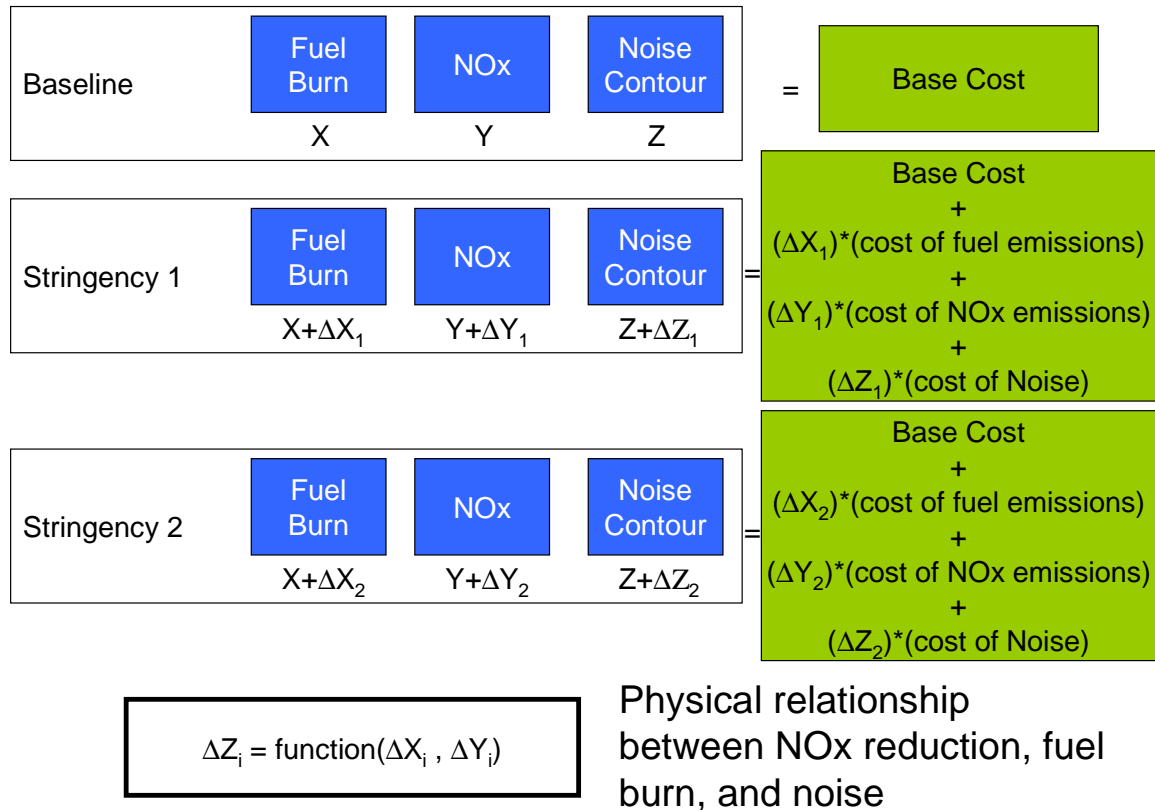 Baseline
Fuel
Burn
X
NOx
Y
Noise
Contour
Z
=
Base Cost
Stringency 1
Fuel
Burn
X+ΔX₁
NOx
Y+ΔY₁
Noise
Contour
Z+ΔZ₁
=
Base Cost
+
(ΔX₁)*(cost of fuel emissions)
+
(ΔY₁)*(cost of NOx emissions)
+
(ΔZ₁)*(cost of Noise)
Stringency 2
Fuel
Burn
X+ΔX₂
NOx
Y+ΔY₂
Noise
Contour
Z+ΔZ₂
=
Base Cost
+
(ΔX₂)*(cost of fuel emissions)
+
(ΔY₂)*(cost of NOx emissions)
+
(ΔZ₂)*(cost of Noise)
ΔZᵢ = function(ΔXᵢ , ΔYᵢ)
Physical relationship
between NOx reduction, fuel
burn, and noise